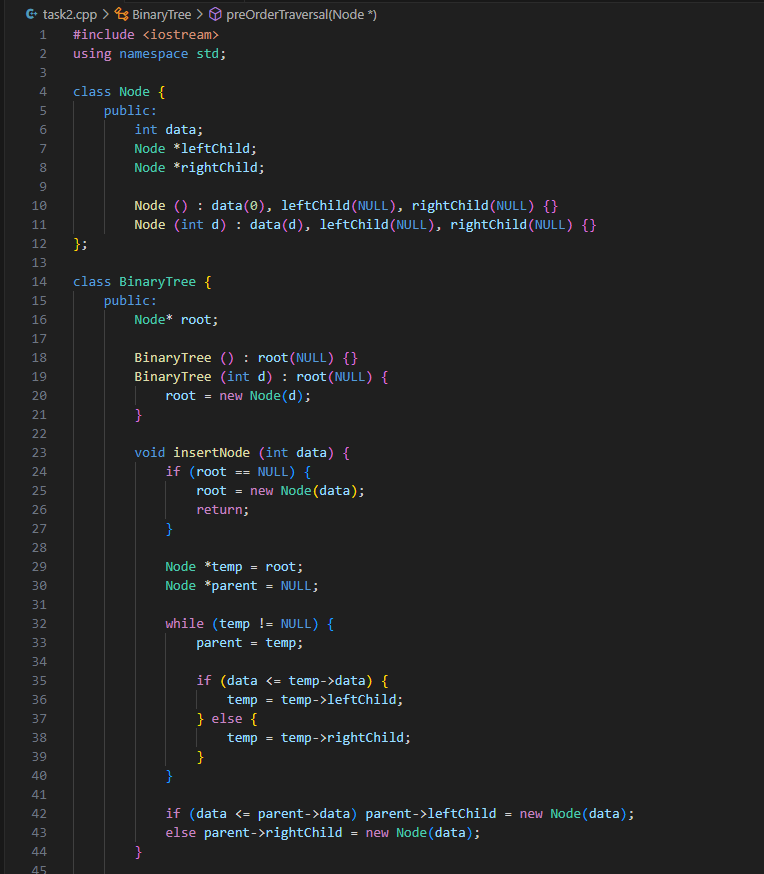 task2.cpp > BinaryTree > preOrderTraversal(Node *)
1 #include <iostream>
2 using namespace std;
3
4 class Node {
5     public:
6         int data;
7         Node *leftChild;
8         Node *rightChild;
9
10         Node () : data(0), leftChild(NULL), rightChild(NULL) {}
11         Node (int d) : data(d), leftChild(NULL), rightChild(NULL) {}
12 };
13
14 class BinaryTree {
15     public:
16         Node* root;
17
18         BinaryTree () : root(NULL) {}
19         BinaryTree (int d) : root(NULL) {
20             root = new Node(d);
21         }
22
23         void insertNode (int data) {
24             if (root == NULL) {
25                 root = new Node(data);
26                 return;
27             }
28
29             Node *temp = root;
30             Node *parent = NULL;
31
32             while (temp != NULL) {
33                 parent = temp;
34
35                 if (data <= temp->data) {
36                     temp = temp->leftChild;
37                 } else {
38                     temp = temp->rightChild;
39                 }
40             }
41
42             if (data <= parent->data) parent->leftChild = new Node(data);
43             else parent->rightChild = new Node(data);
44         }
45